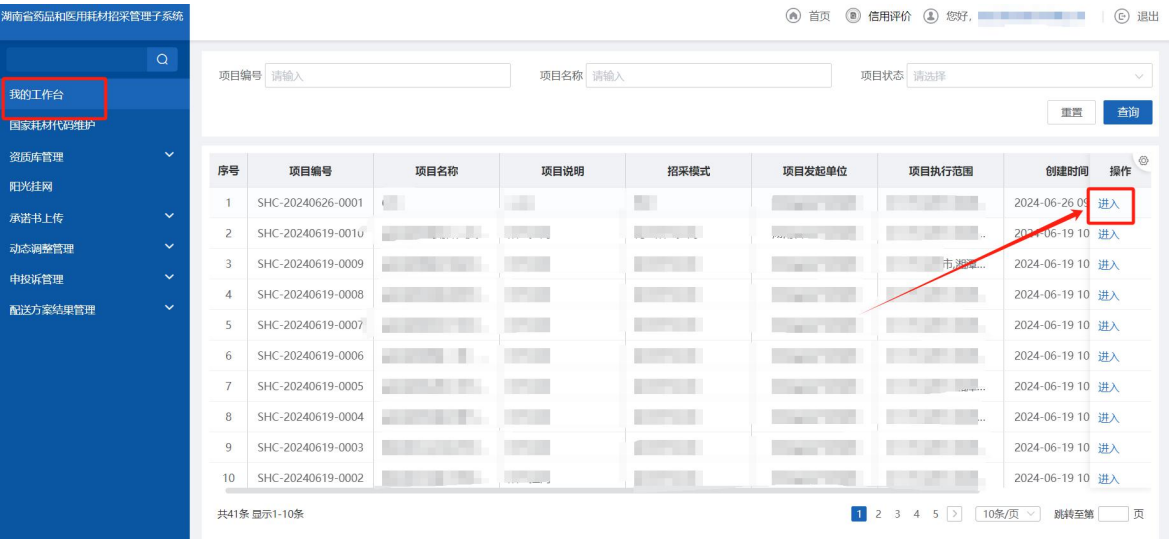 湖南省药品和医用耗材招采管理子系统
首页 信用评价 您好, 退出
我的工作台
国家耗材代码维护
资质库管理
阳光挂网
承诺书上传
动态调整管理
申投诉管理
配送方案结果管理
项目编号 请输入 项目名称 请输入 项目状态 请选择
重置 查询
序号 项目编号 项目名称 项目说明 招采模式 项目发起单位 项目执行范围 创建时间 操作
1 SHC-20240626-0001 2024-06-26 09 进入
2 SHC-20240619-0010 2024-06-19 10 进入
3 SHC-20240619-0009 市,湘潭... 2024-06-19 10 进入
4 SHC-20240619-0008 2024-06-19 10 进入
5 SHC-20240619-0007 2024-06-19 10 进入
6 SHC-20240619-0006 2024-06-19 10 进入
7 SHC-20240619-0005 2024-06-19 10 进入
8 SHC-20240619-0004 2024-06-19 10 进入
9 SHC-20240619-0003 2024-06-19 10 进入
10 SHC-20240619-0002 2024-06-19 10 进入
共41条 显示1-10条 1 2 3 4 5 10条/页 跳转至第 页